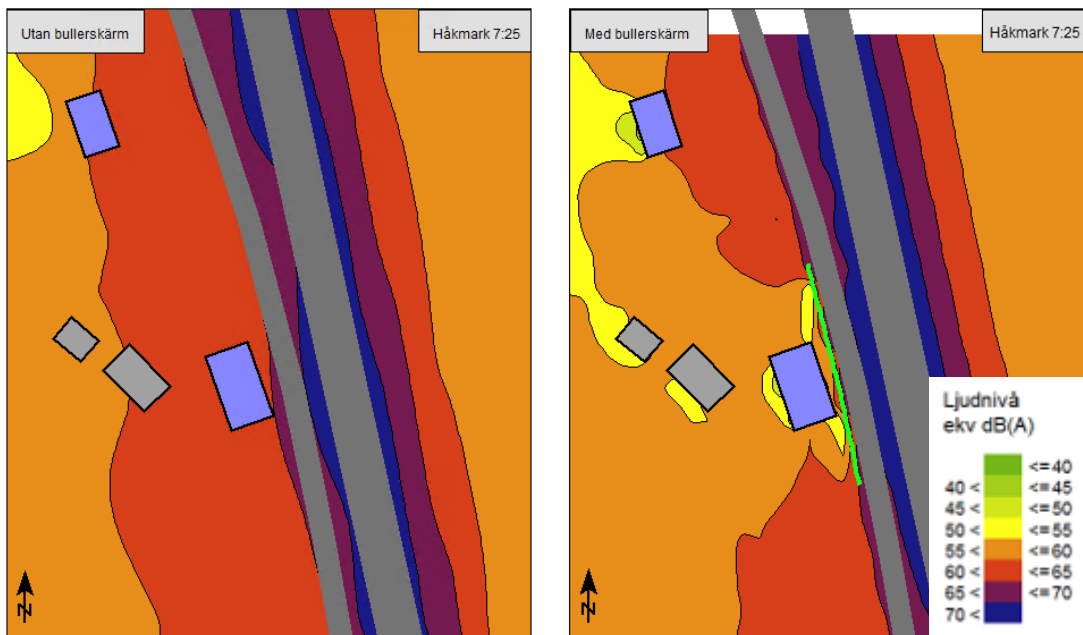 Utan bullerskärm
Håkmark 7:25
N
Med bullerskärm
Håkmark 7:25
N
Ljudnivå
ekv dB(A)
<=40
40 < <=45
45 < <=50
50 < <=55
55 < <=60
60 < <=65
65 < <=70
70 <